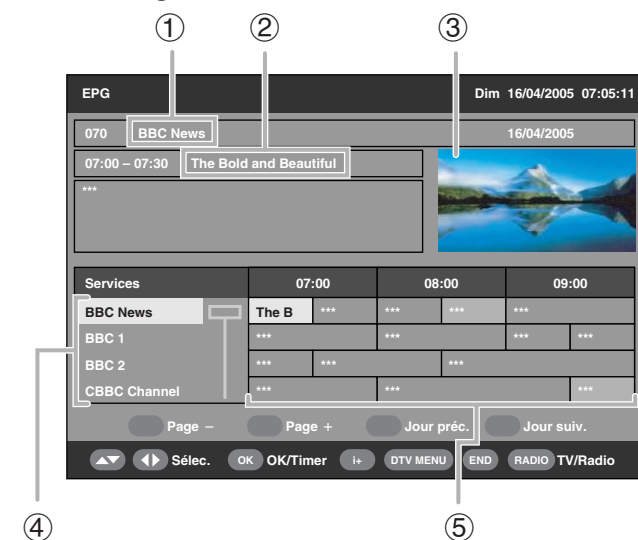 ① ② ③
EPG Dim 16/04/2005 07:05:11
070 BBC News 16/04/2005
07:00 – 07:30 The Bold and Beautiful
***
Services 07:00 08:00 09:00
BBC News The B *** *** *** ***
BBC 1 *** *** *** ***
BBC 2 *** *** ***
CBBC Channel *** *** ***
Page – Page + Jour préc. Jour suiv.
Sélec. OK OK/Timer i+ DTV MENU END RADIO TV/Radio
④ ⑤